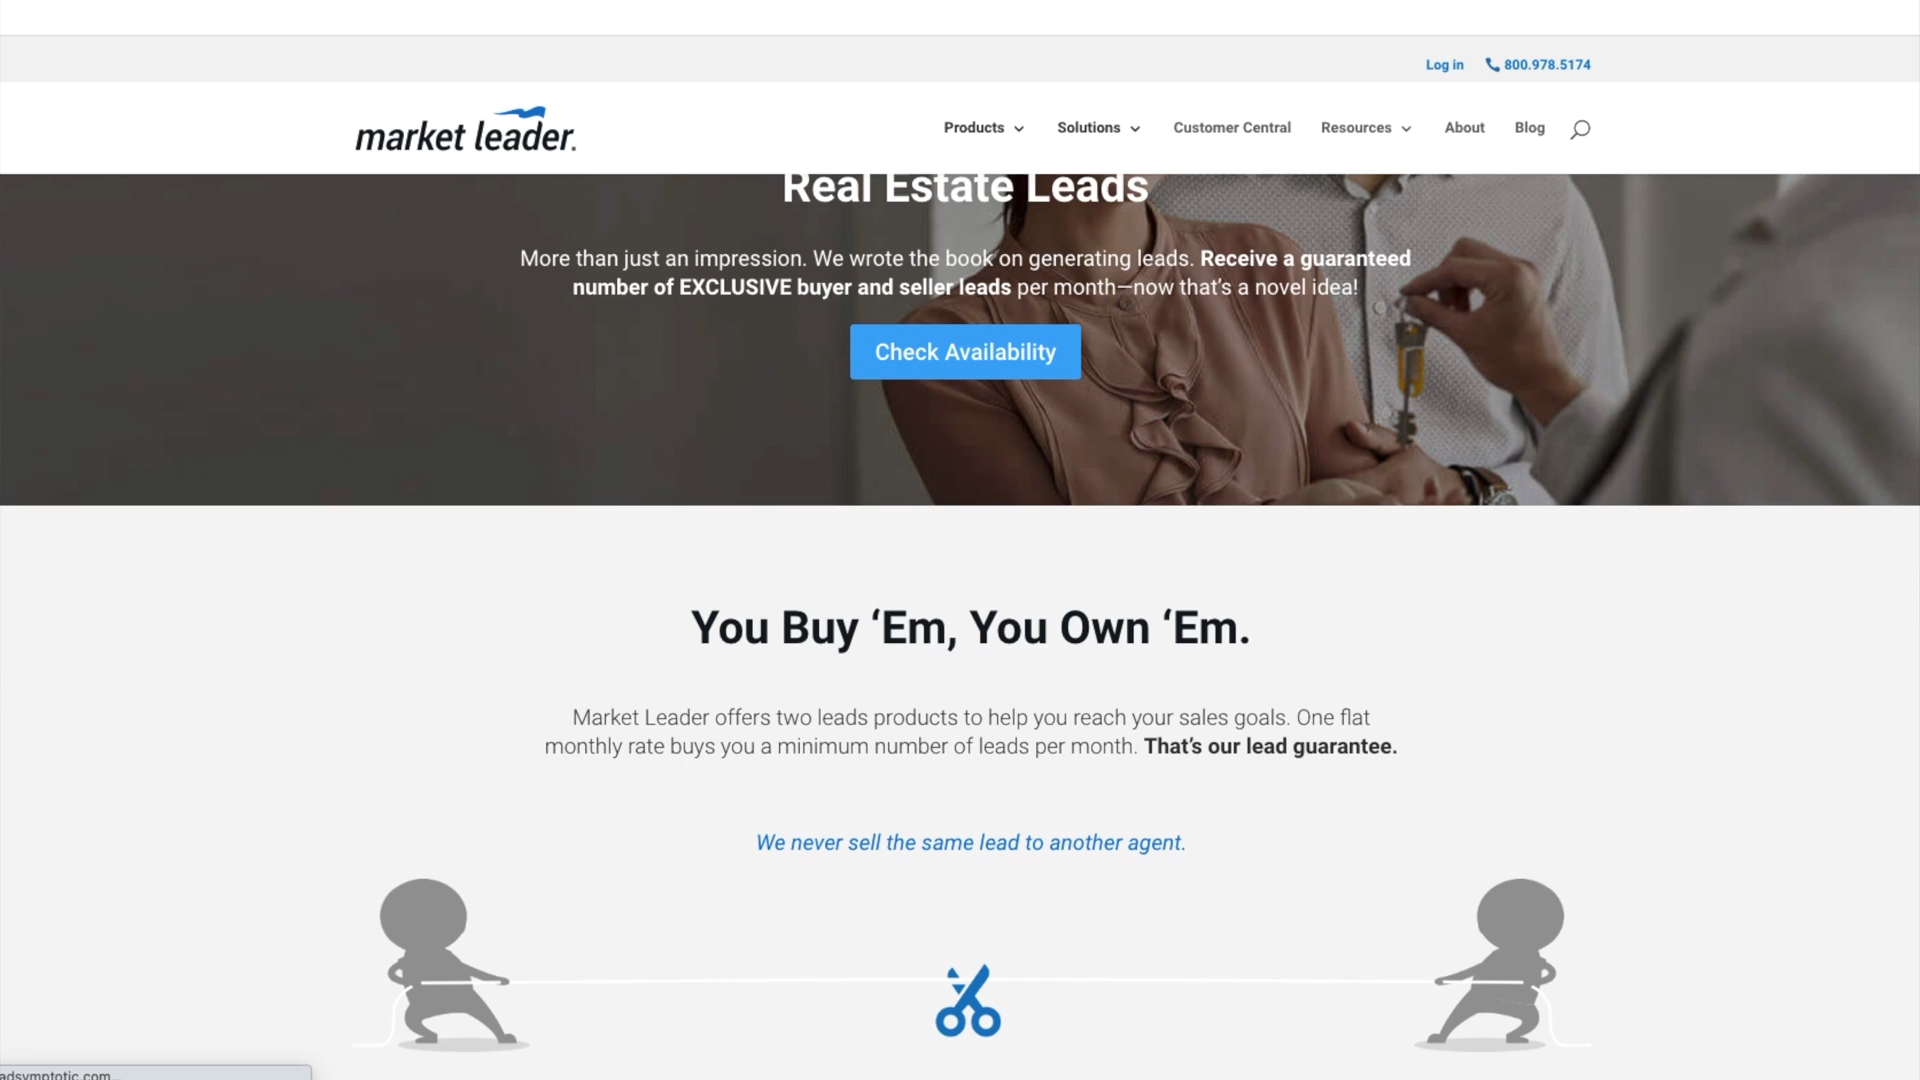 Log in 800.978.5174
market leader.
Products Solutions Customer Central Resources About Blog
Real Estate Leads
More than just an impression. We wrote the book on generating leads. Receive a guaranteed
number of EXCLUSIVE buyer and seller leads per month—now that's a novel idea!
Check Availability
You Buy ‘Em, You Own ‘Em.
Market Leader offers two leads products to help you reach your sales goals. One flat
monthly rate buys you a minimum number of leads per month. That's our lead guarantee.
We never sell the same lead to another agent.
adsymptotic.com...